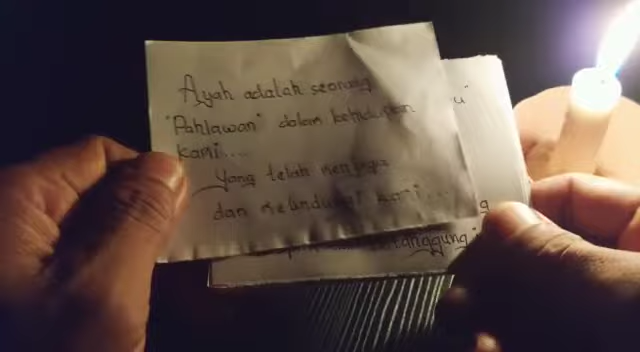 Ayah adalah seorang
"Pahlawan" dalam kehidupan
kami....
Yang telah menjaga
dan melindungi kami...
u"
g
tanggung"